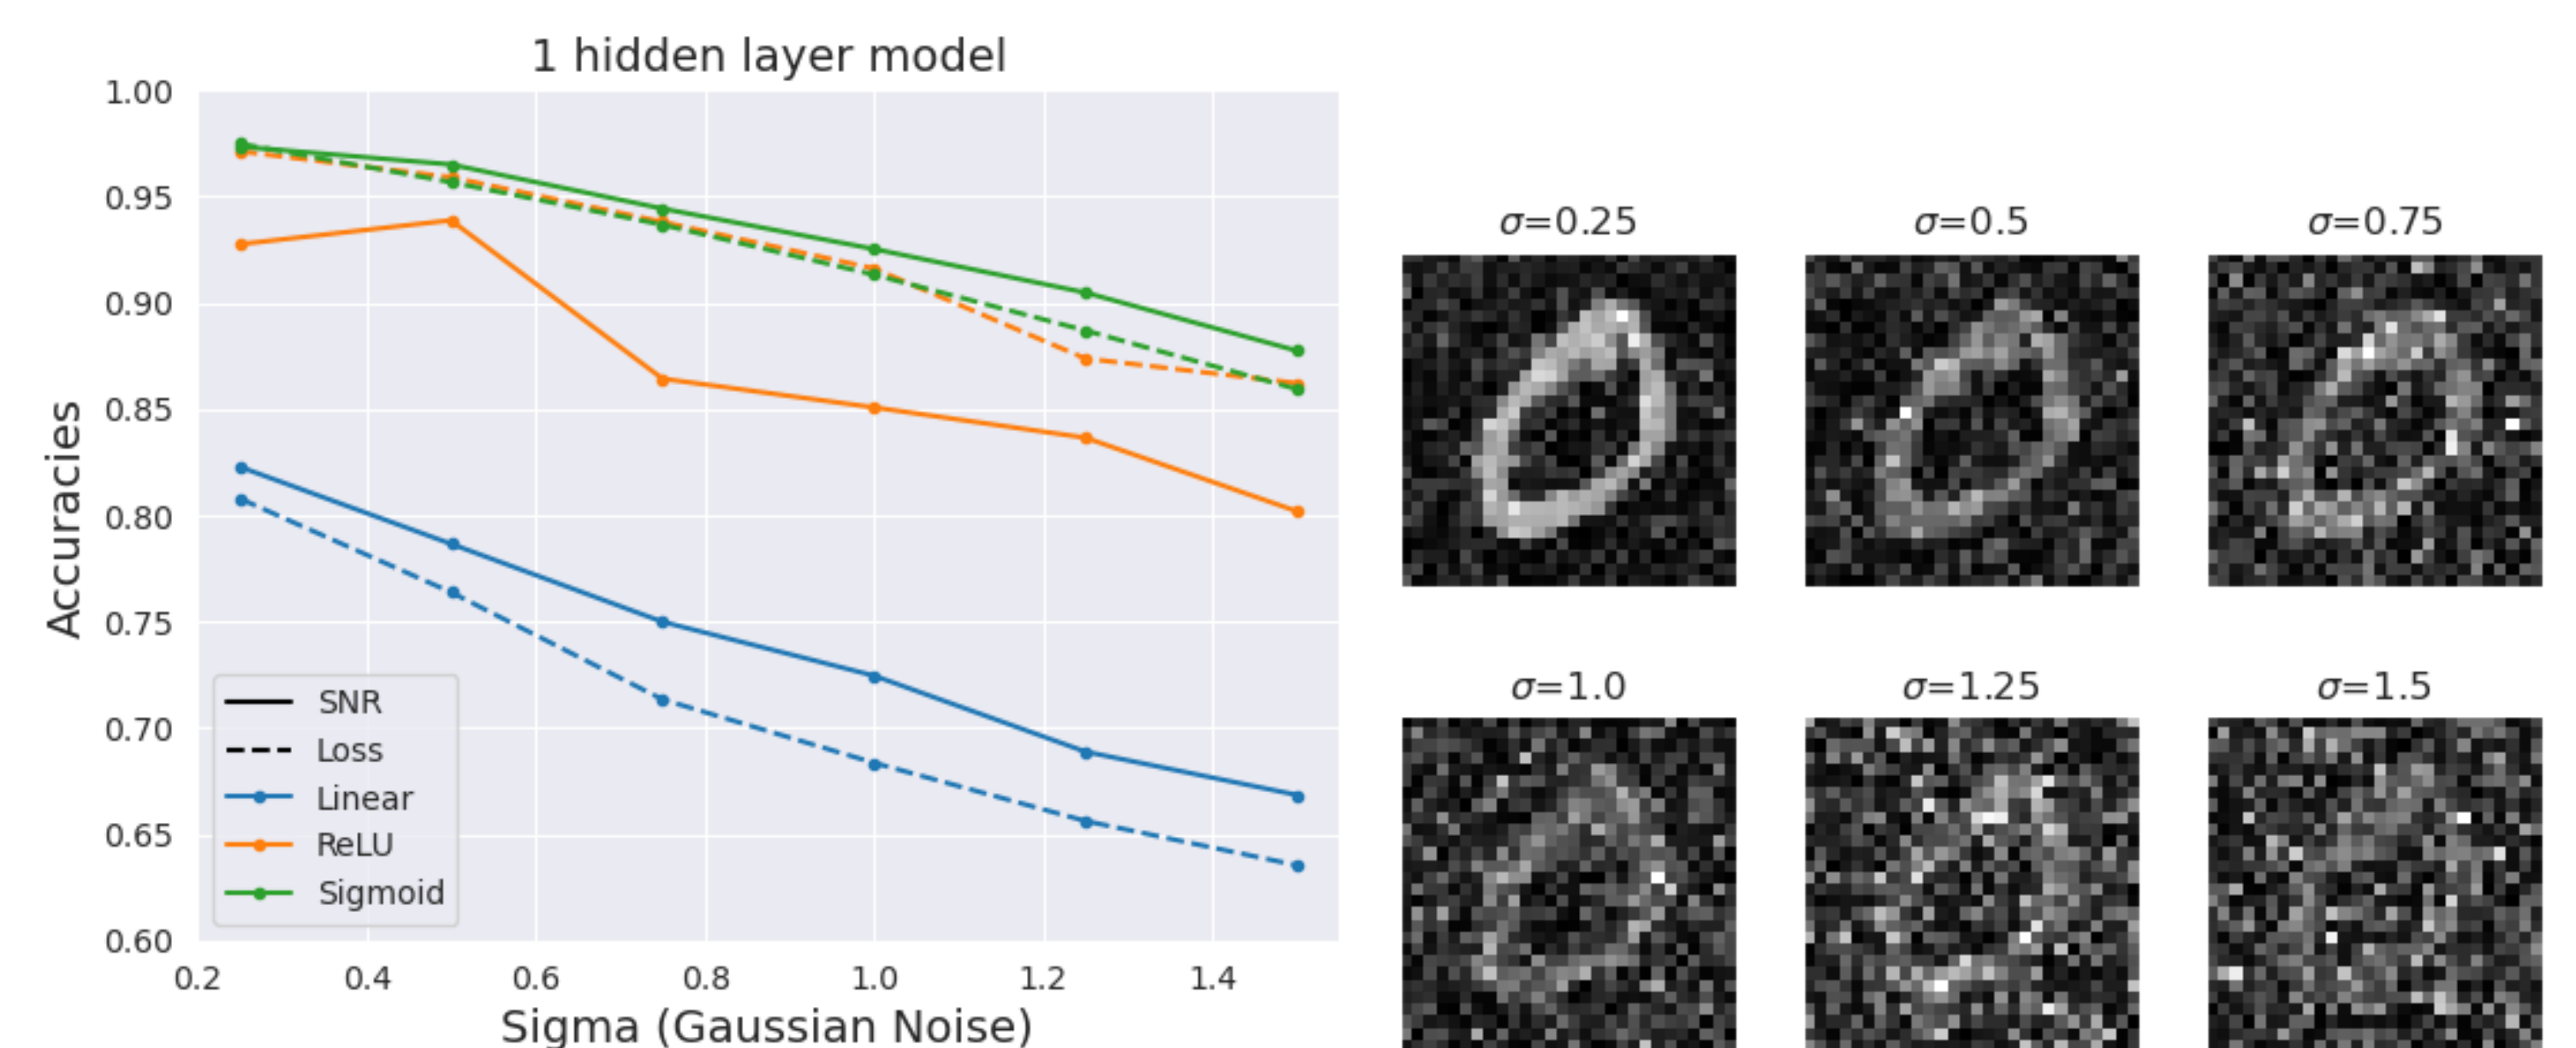 1 hidden layer model
1.00
0.95
0.90
0.85
0.80
0.75
0.70
0.65
0.60
Accuracies
SNR
Loss
Linear
ReLU
Sigmoid
0.2 0.4 0.6 0.8 1.0 1.2 1.4
Sigma (Gaussian Noise)
σ=0.25 σ=0.5 σ=0.75
σ=1.0 σ=1.25 σ=1.5